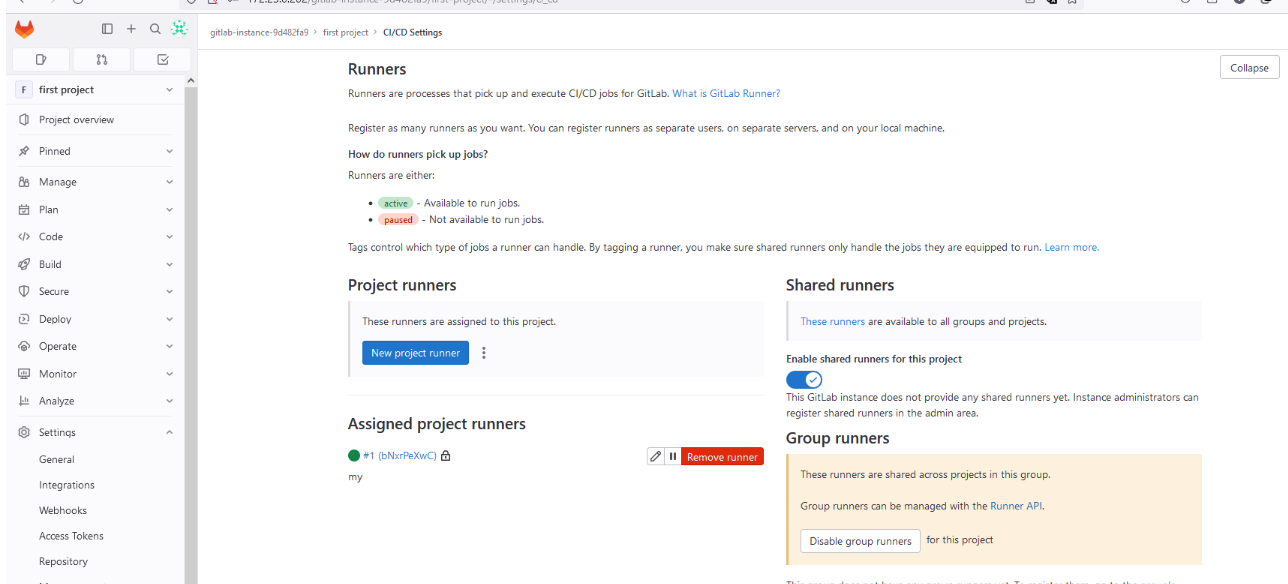 gitlab-instance-9d482fa9 > first project > CI/CD Settings
F first project
Project overview
Pinned
Manage
Plan
Code
Build
Secure
Deploy
Operate
Monitor
Analyze
Settings
General
Integrations
Webhooks
Access Tokens
Repository
Runners
Collapse
Runners are processes that pick up and execute CI/CD jobs for GitLab. What is GitLab Runner?
Register as many runners as you want. You can register runners as separate users, on separate servers, and on your local machine.
How do runners pick up jobs?
Runners are either:
• active - Available to run jobs.
• paused - Not available to run jobs.
Tags control which type of jobs a runner can handle. By tagging a runner, you make sure shared runners only handle the jobs they are equipped to run. Learn more.
Project runners
These runners are assigned to this project.
New project runner
Assigned project runners
#1 (bNxrPeXwC)
Remove runner
my
Shared runners
These runners are available to all groups and projects.
Enable shared runners for this project
This GitLab instance does not provide any shared runners yet. Instance administrators can
register shared runners in the admin area.
Group runners
These runners are shared across projects in this group.
Group runners can be managed with the Runner API.
Disable group runners for this project